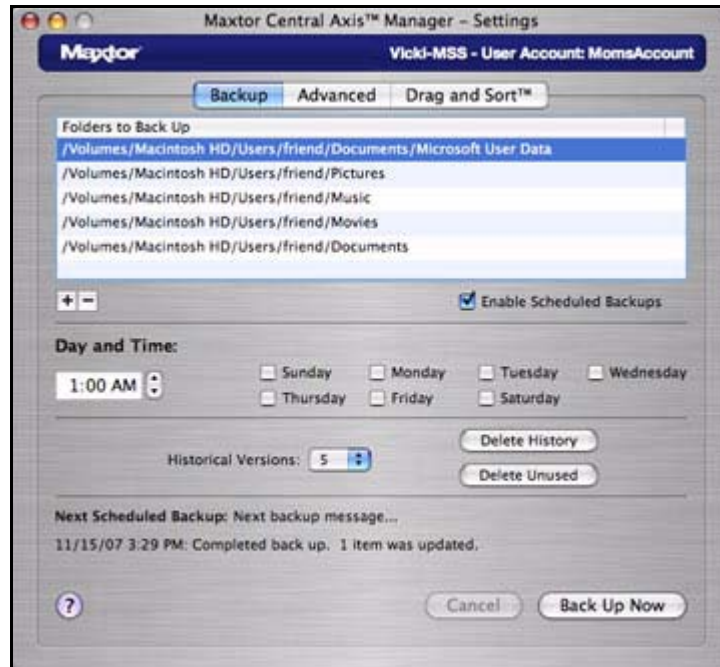 Maxtor Central Axis™ Manager – Settings
Maxtor Vicki-MSS - User Account: MomsAccount
Backup Advanced Drag and Sort™
Folders to Back Up
/Volumes/Macintosh HD/Users/friend/Documents/Microsoft User Data
/Volumes/Macintosh HD/Users/friend/Pictures
/Volumes/Macintosh HD/Users/friend/Music
/Volumes/Macintosh HD/Users/friend/Movies
/Volumes/Macintosh HD/Users/friend/Documents
+ − Enable Scheduled Backups
Day and Time:
1:00 AM Sunday Monday Tuesday Wednesday
Thursday Friday Saturday
Historical Versions: 5 Delete History
Delete Unused
Next Scheduled Backup: Next backup message...
11/15/07 3:29 PM: Completed back up. 1 item was updated.
? Cancel Back Up Now